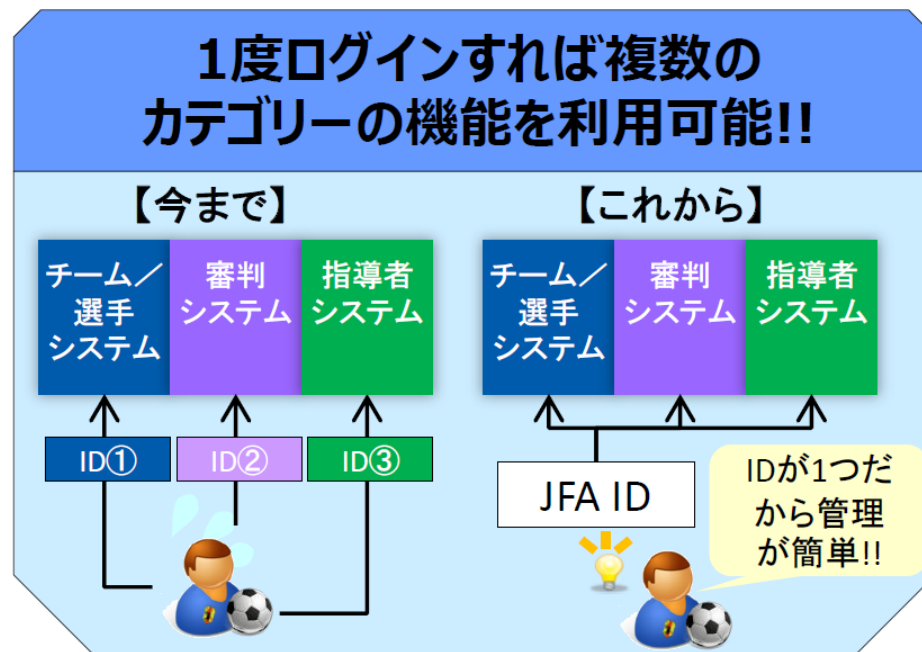 1度ログインすれば複数の
カテゴリーの機能を利用可能!!
【今まで】
チーム／
選手
システム
審判
システム
指導者
システム
ID①
ID②
ID③
【これから】
チーム／
選手
システム
審判
システム
指導者
システム
JFA ID
IDが1つだ
から管理
が簡単!!